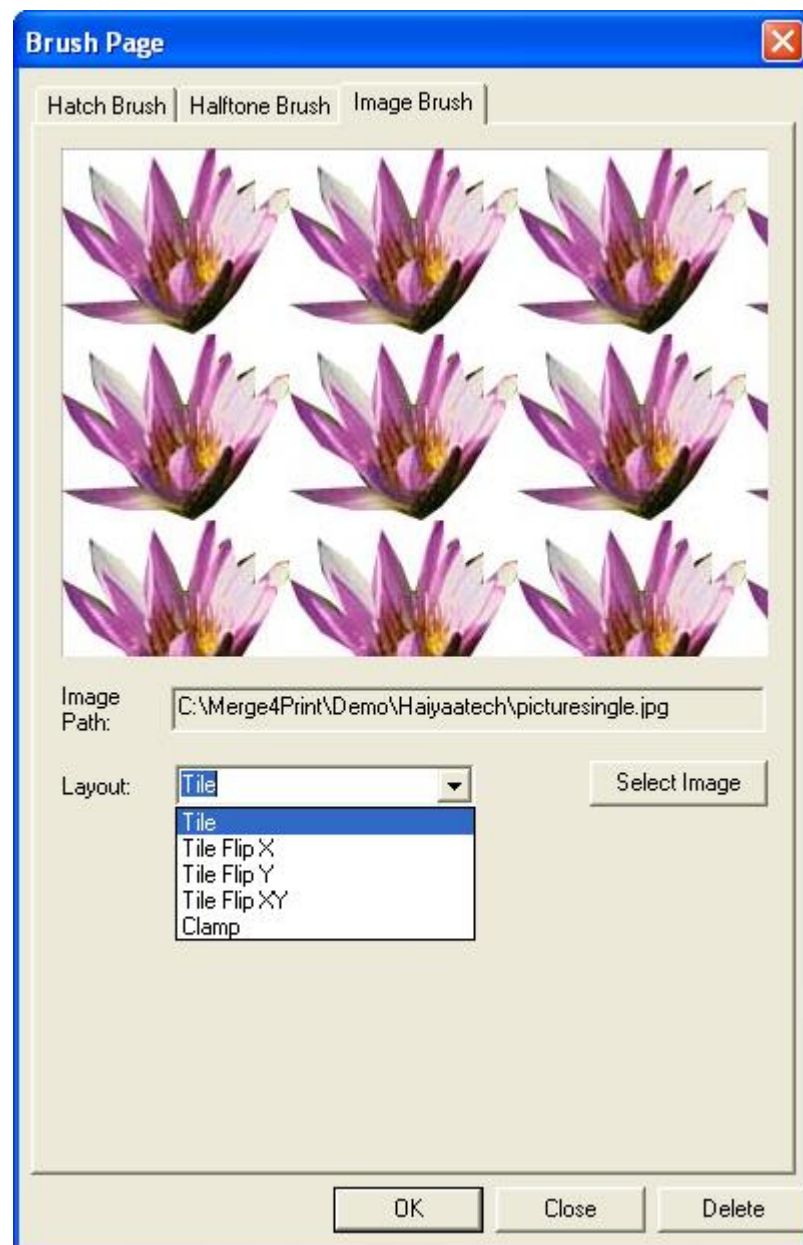 Brush Page
Hatch Brush Halftone Brush Image Brush
Image
Path:
C:\Merge4Print\Demo\Haiyaatech\picturesingle.jpg
Layout: Tile Select Image
Tile
Tile Flip X
Tile Flip Y
Tile Flip XY
Clamp
OK Close Delete